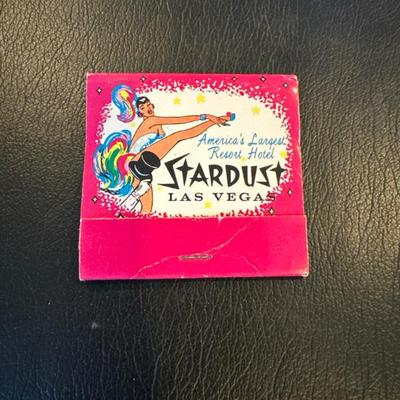 America's Largest
Resort Hotel
STARDUST
LAS VEGAS